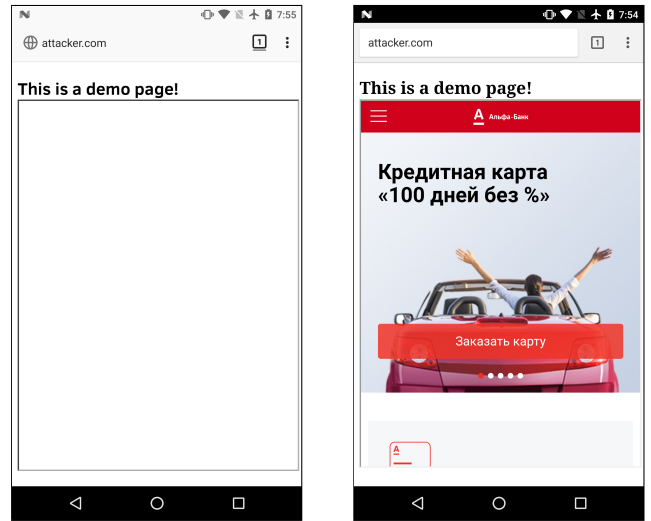 7:55
attacker.com
1
This is a demo page!
7:54
attacker.com
1
This is a demo page!
А
Альфа·Банк
Кредитная карта
«100 дней без %»
Заказать карту
А